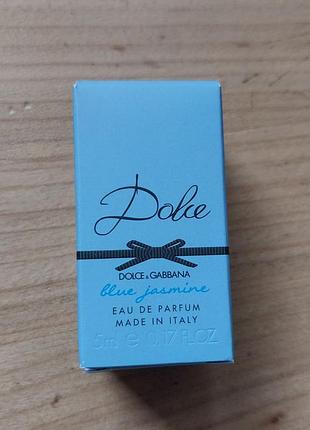 Dolce
DOLCE & GABBANA
blue jasmine
EAU DE PARFUM
MADE IN ITALY
5ml ℮ 0.17 FL.OZ